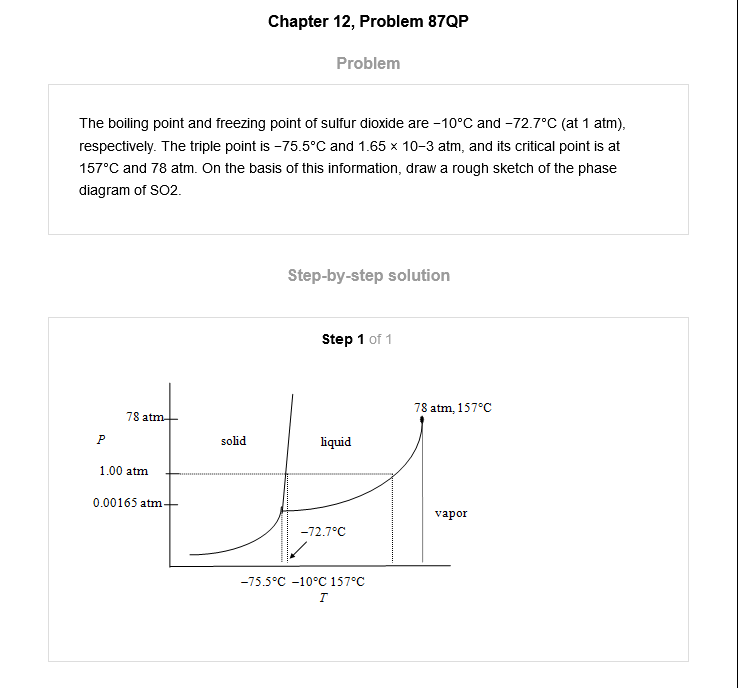 Chapter 12, Problem 87QP
Problem
The boiling point and freezing point of sulfur dioxide are −10°C and −72.7°C (at 1 atm),
respectively. The triple point is −75.5°C and 1.65 × 10−3 atm, and its critical point is at
157°C and 78 atm. On the basis of this information, draw a rough sketch of the phase
diagram of SO2.
Step-by-step solution
Step 1 of 1
78 atm, 157°C
78 atm
P
solid
liquid
1.00 atm
0.00165 atm
vapor
−72.7°C
−75.5°C −10°C 157°C
T